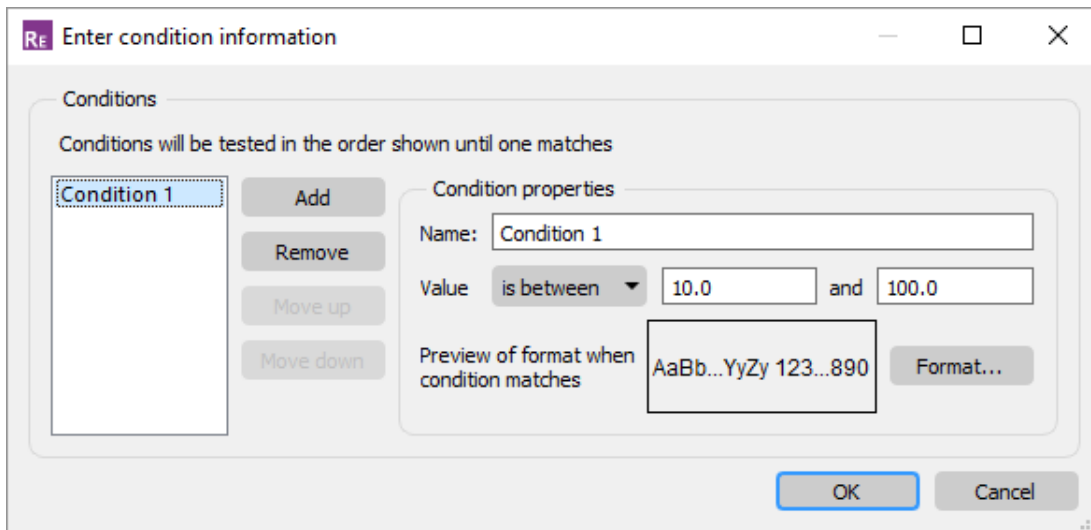 RE Enter condition information
Conditions
Conditions will be tested in the order shown until one matches
Condition 1
Add
Remove
Move up
Move down
Condition properties
Name: Condition 1
Value is between 10.0 and 100.0
Preview of format when
condition matches
AaBb...YyZy 123...890
Format...
OK Cancel